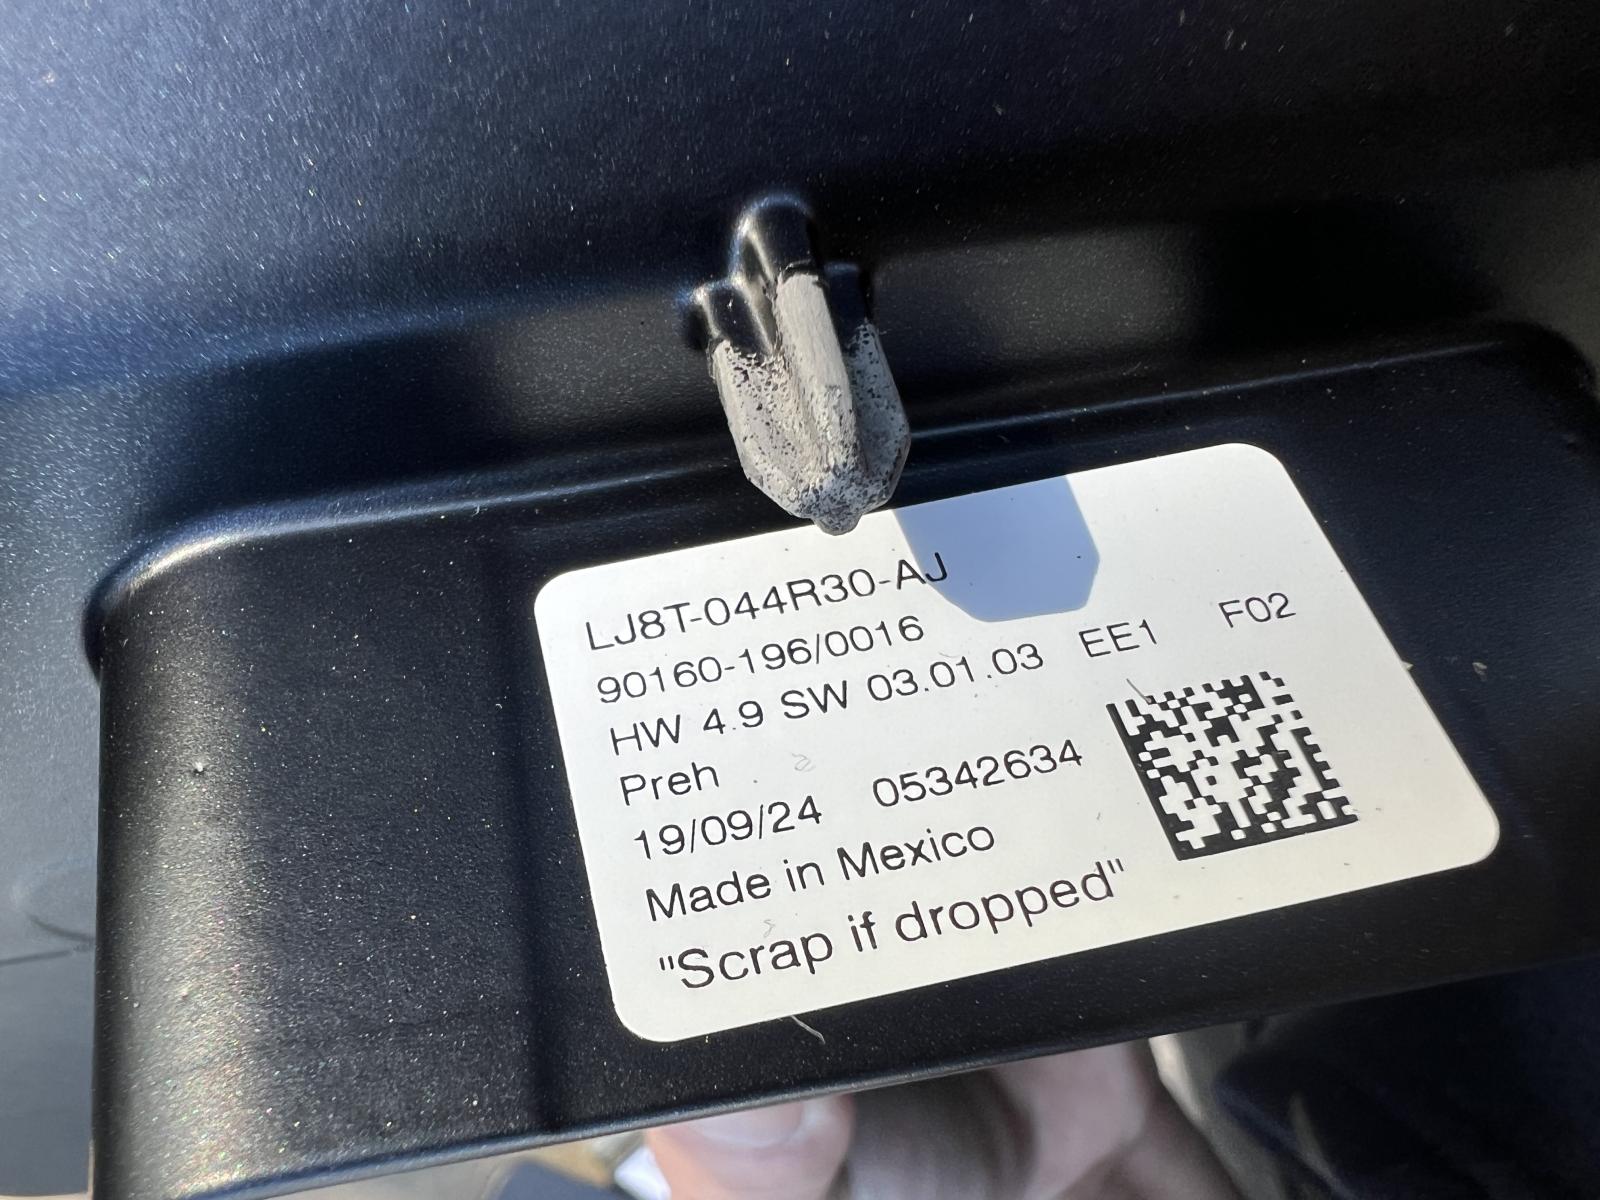 LJ8T-044R30-AJ
90160-196/0016
HW 4.9 SW 03.01.03 EE1 F02
Preh
19/09/24 05342634
Made in Mexico
"Scrap if dropped"